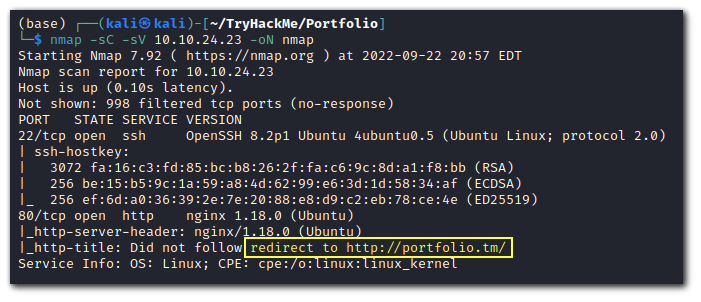 (base) ┌──(kali㉿kali)-[~/TryHackMe/Portfolio]
└─$ nmap -sC -sV 10.10.24.23 -oN nmap
Starting Nmap 7.92 ( https://nmap.org ) at 2022-09-22 20:57 EDT
Nmap scan report for 10.10.24.23
Host is up (0.10s latency).
Not shown: 998 filtered tcp ports (no-response)
PORT   STATE SERVICE VERSION
22/tcp open  ssh     OpenSSH 8.2p1 Ubuntu 4ubuntu0.5 (Ubuntu Linux; protocol 2.0)
| ssh-hostkey:
|   3072 fa:16:c3:fd:85:bc:b8:26:2f:fa:c6:9c:8d:a1:f8:bb (RSA)
|   256 be:15:b5:9c:1a:59:a8:4d:62:99:e6:3d:1d:58:34:af (ECDSA)
|_  256 ef:6d:a0:36:39:2e:7e:20:88:e8:d9:c2:eb:78:ce:4e (ED25519)
80/tcp open  http    nginx 1.18.0 (Ubuntu)
|_http-server-header: nginx/1.18.0 (Ubuntu)
|_http-title: Did not follow redirect to http://portfolio.tm/
Service Info: OS: Linux; CPE: cpe:/o:linux:linux_kernel